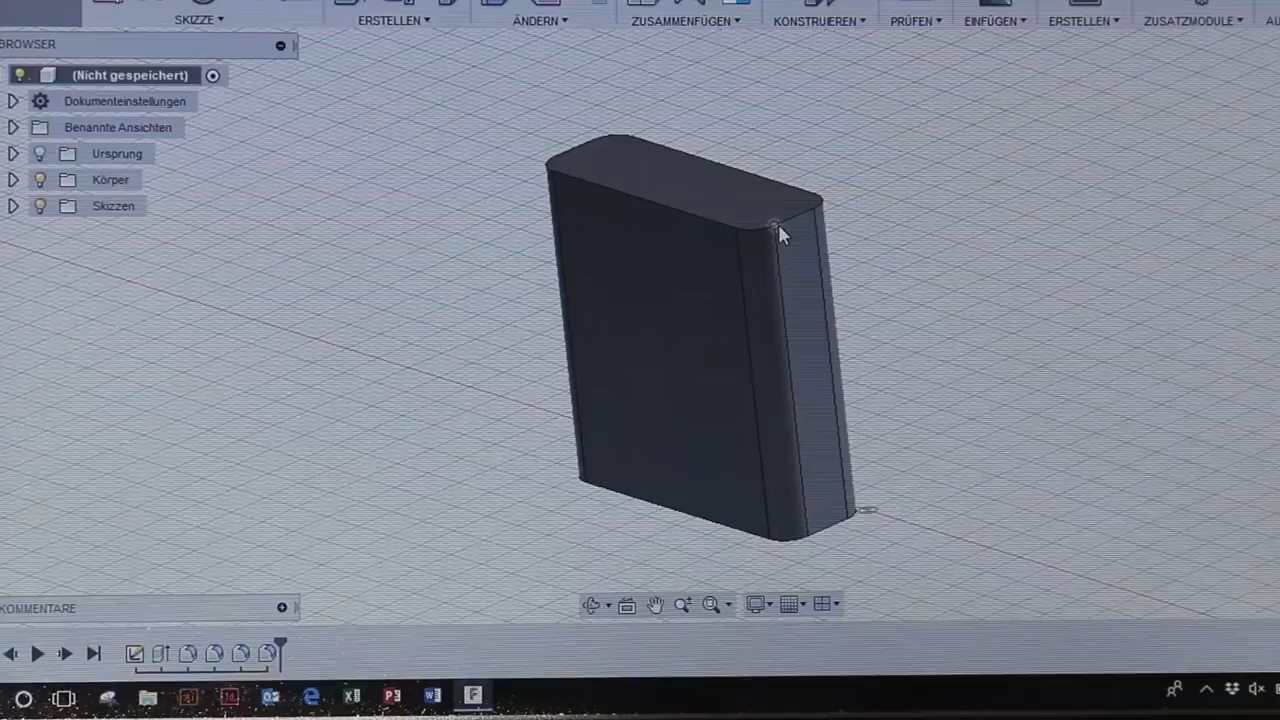 SKIZZE ERSTELLEN ÄNDERN ZUSAMMENFÜGEN KONSTRUIEREN PRÜFEN EINFÜGEN ERSTELLEN ZUSATZMODULE
BROWSER
(Nicht gespeichert)
Dokumenteinstellungen
Benannte Ansichten
Ursprung
Körper
Skizzen
KOMMENTARE